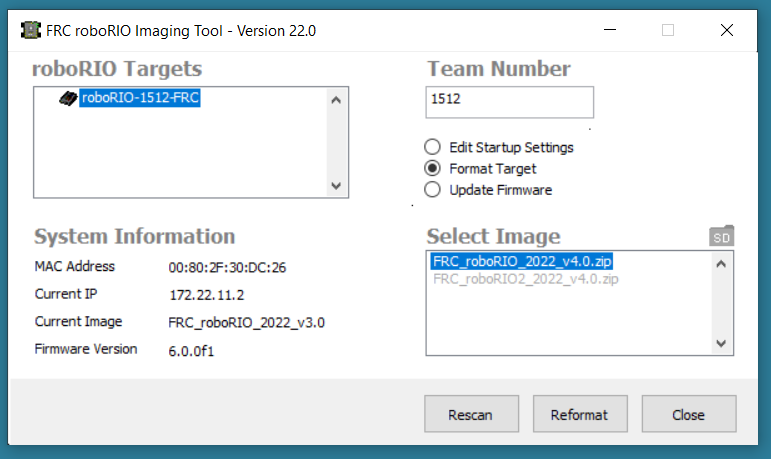 FRC roboRIO Imaging Tool - Version 22.0
roboRIO Targets
roboRIO-1512-FRC
Team Number
1512
Edit Startup Settings
Format Target
Update Firmware
System Information
MAC Address 00:80:2F:30:DC:26
Current IP 172.22.11.2
Current Image FRC_roboRIO_2022_v3.0
Firmware Version 6.0.0f1
Select Image
SD
FRC_roboRIO_2022_v4.0.zip
FRC_roboRIO2_2022_v4.0.zip
Rescan
Reformat
Close